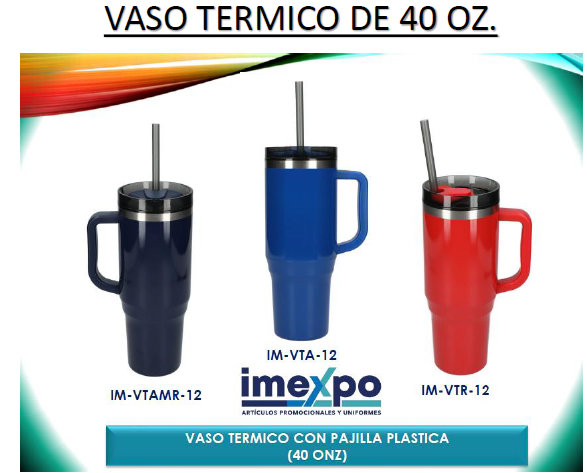 VASO TERMICO DE 40 OZ.
IM-VTA-12
IM-VTAMR-12
imexpo
IM-VTR-12
ARTÍCULOS PROMOCIONALES Y UNIFORMES
VASO TERMICO CON PAJILLA PLASTICA
(40 ONZ)